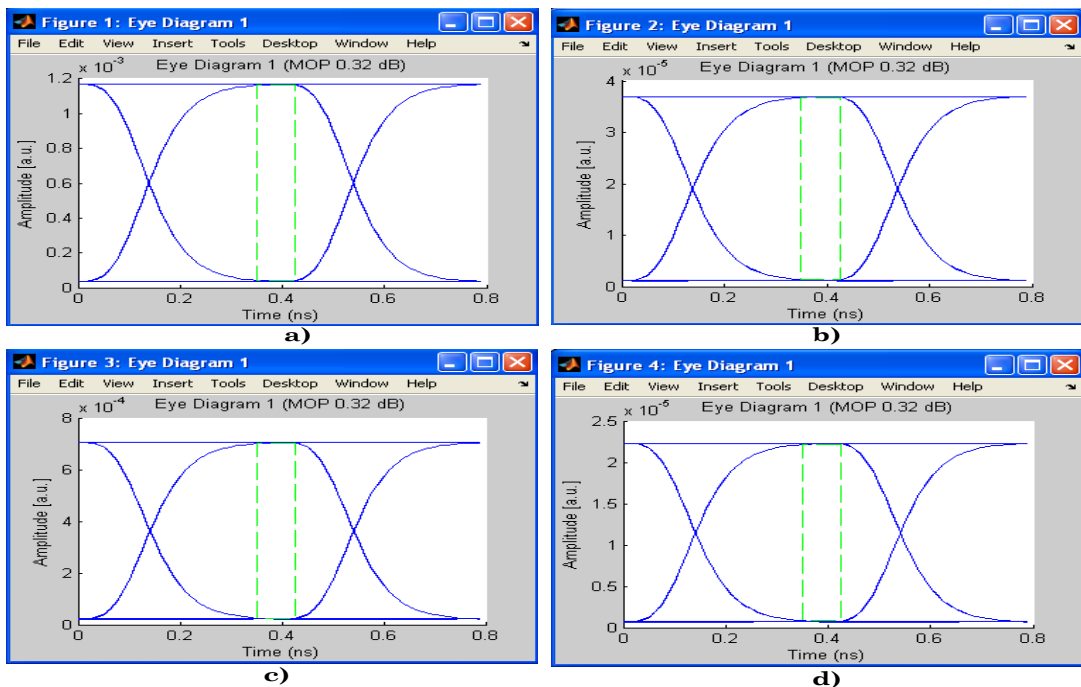 Figure 1: Eye Diagram 1
File Edit View Insert Tools Desktop Window Help
x 10^-3
Eye Diagram 1 (MOP 0.32 dB)
1.2
1
0.8
0.6
0.4
0.2
0
Amplitude [a.u.]
0 0.2 0.4 0.6 0.8
Time (ns)
a)
Figure 2: Eye Diagram 1
File Edit View Insert Tools Desktop Window Help
x 10^-5
Eye Diagram 1 (MOP 0.32 dB)
4
3
2
1
0
Amplitude [a.u.]
0 0.2 0.4 0.6 0.8
Time (ns)
b)
Figure 3: Eye Diagram 1
File Edit View Insert Tools Desktop Window Help
x 10^-4
Eye Diagram 1 (MOP 0.32 dB)
8
6
4
2
0
Amplitude [a.u.]
0 0.2 0.4 0.6 0.8
Time (ns)
c)
Figure 4: Eye Diagram 1
File Edit View Insert Tools Desktop Window Help
x 10^-5
Eye Diagram 1 (MOP 0.32 dB)
2.5
2
1.5
1
0.5
0
Amplitude [a.u.]
0 0.2 0.4 0.6 0.8
Time (ns)
d)